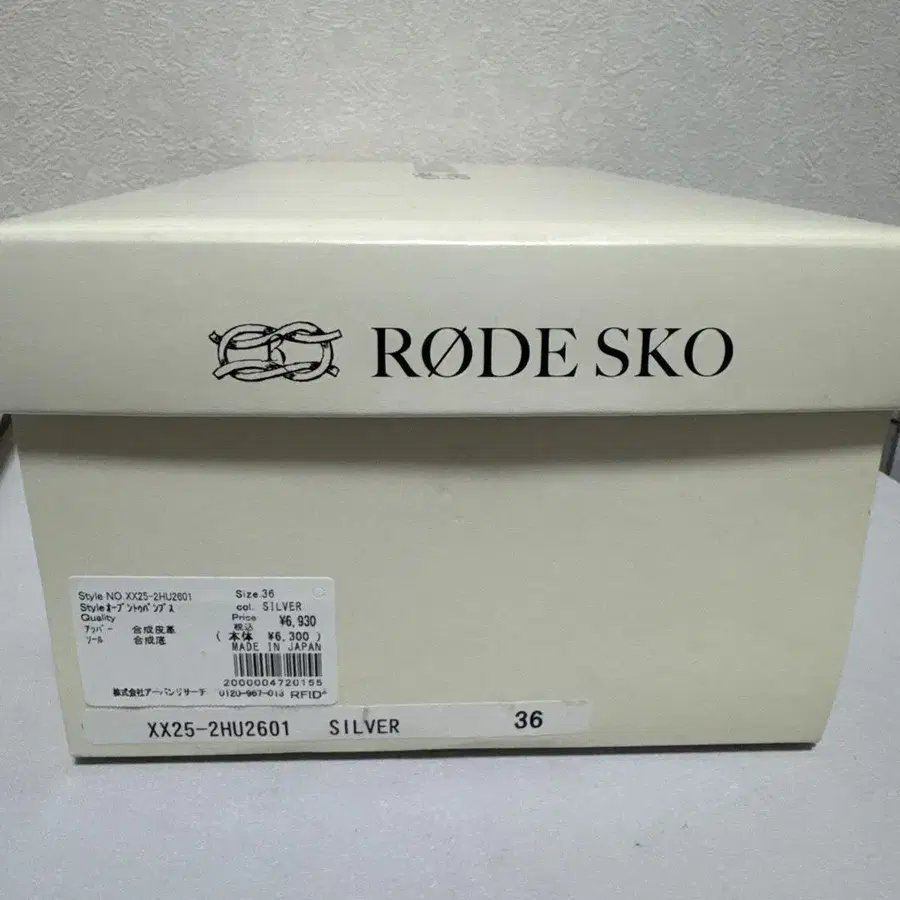 RØDE SKO
Style NO.XX25-2HU2601 Size.36
Styleオープントゥパンプス col. SILVER
Quality Price ¥6,930
税込
アッパー 合成皮革 ( 本体 ¥6,300 )
ソール 合成底 MADE IN JAPAN
2000004720155
株式会社アーバンリサーチ 0120-967-013 RFID
XX25-2HU2601 SILVER 36